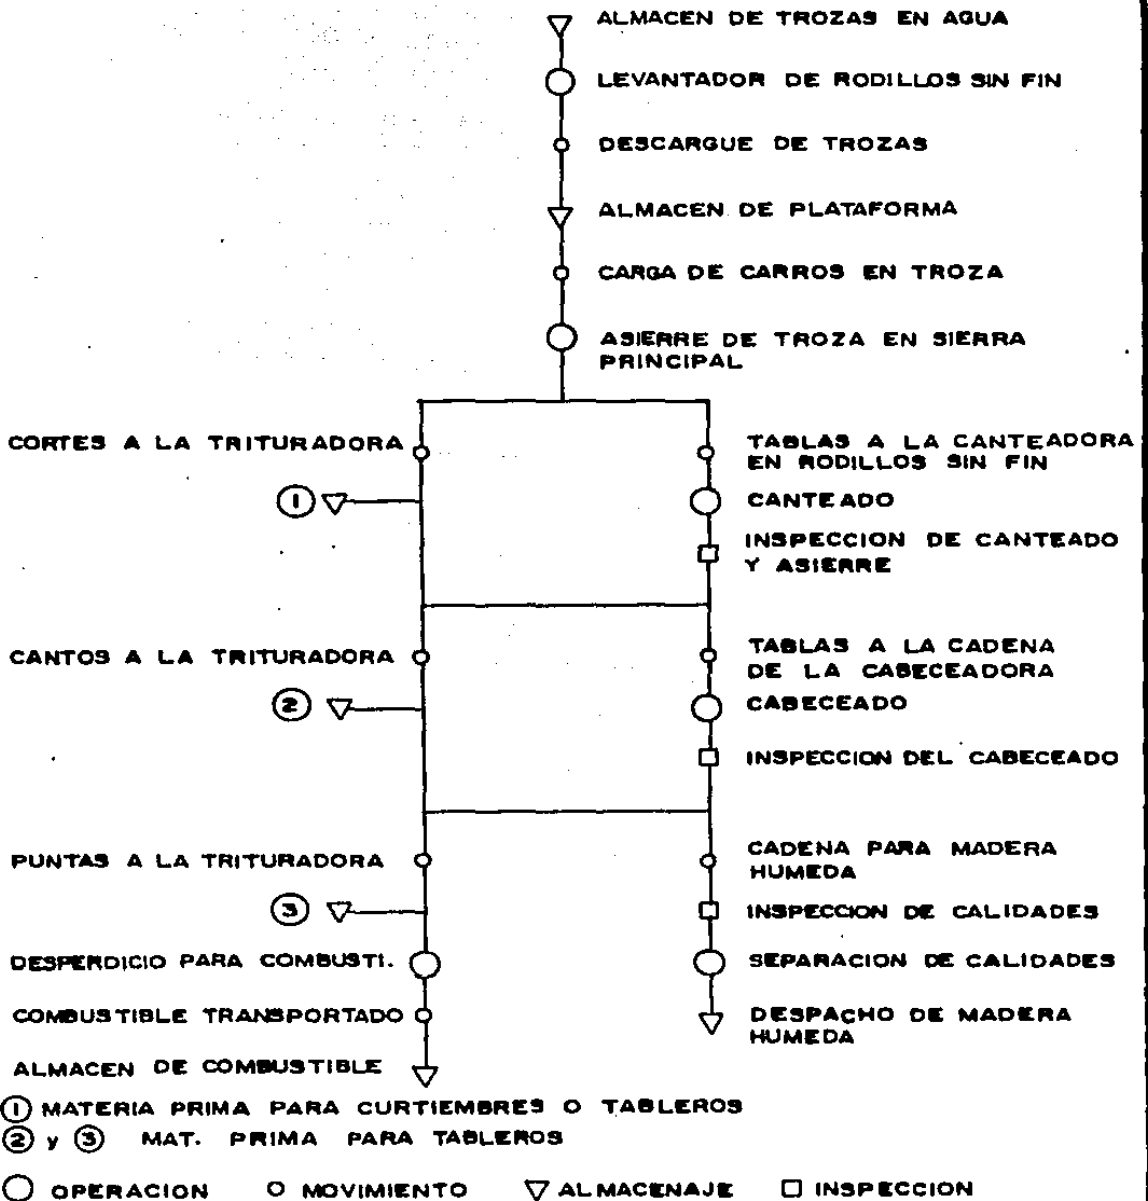 ALMACEN DE TROZAS EN AGUA
LEVANTADOR DE RODILLOS SIN FIN
DESCARGUE DE TROZAS
ALMACEN DE PLATAFORMA
CARGA DE CARROS EN TROZA
ASIERRE DE TROZA EN SIERRA
PRINCIPAL
CORTES A LA TRITURADORA
1
TABLAS A LA CANTEADORA
EN RODILLOS SIN FIN
CANTEADO
INSPECCION DE CANTEADO
Y ASIERRE
CANTOS A LA TRITURADORA
2
TABLAS A LA CADENA
DE LA CABECEADORA
CABECEADO
INSPECCION DEL CABECEADO
PUNTAS A LA TRITURADORA
3
DESPERDICIO PARA COMBUSTI.
COMBUSTIBLE TRANSPORTADO
ALMACEN DE COMBUSTIBLE
CADENA PARA MADERA
HUMEDA
INSPECCION DE CALIDADES
SEPARACION DE CALIDADES
DESPACHO DE MADERA
HUMEDA
1 MATERIA PRIMA PARA CURTIEMBRES O TABLEROS
2 y 3 MAT. PRIMA PARA TABLEROS
OPERACION MOVIMIENTO ALMACENAJE INSPECCION